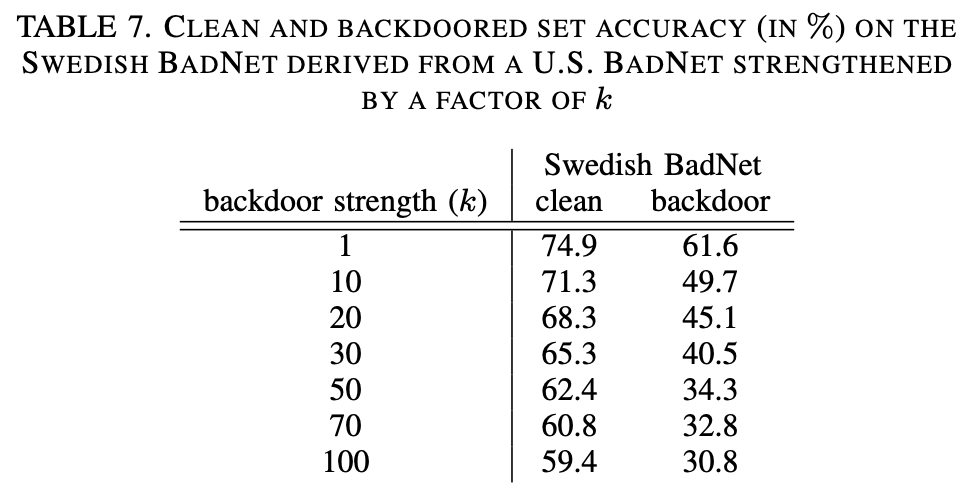 TABLE 7. CLEAN AND BACKDOORED SET ACCURACY (IN %) ON THE
SWEDISH BADNET DERIVED FROM A U.S. BADNET STRENGTHENED
BY A FACTOR OF k
Swedish BadNet
backdoor strength (k) clean backdoor
1 74.9 61.6
10 71.3 49.7
20 68.3 45.1
30 65.3 40.5
50 62.4 34.3
70 60.8 32.8
100 59.4 30.8